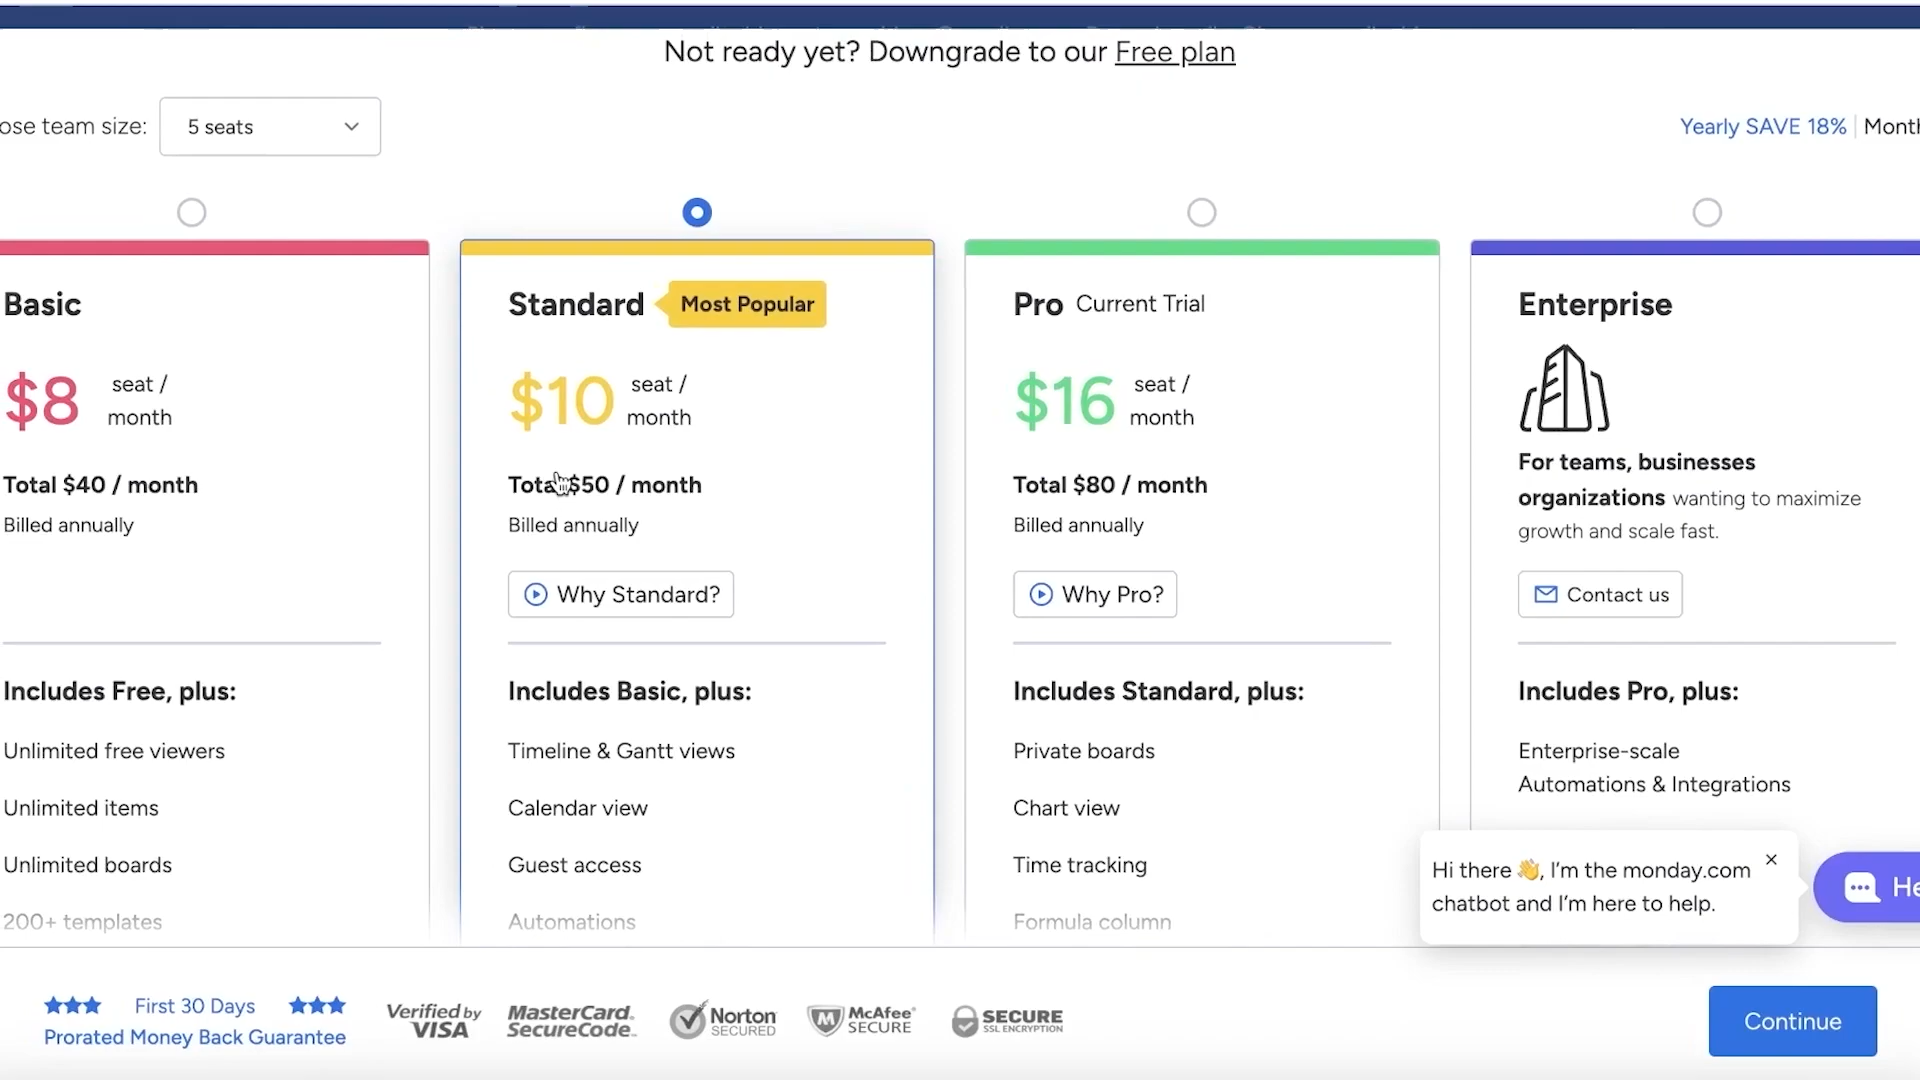 Not ready yet? Downgrade to our Free plan
ose team size:
5 seats
Yearly SAVE 18%
Month
Basic
$8 seat / month
Total $40 / month
Billed annually
Includes Free, plus:
Unlimited free viewers
Unlimited items
Unlimited boards
200+ templates
Standard
Most Popular
$10 seat / month
Total $50 / month
Billed annually
Why Standard?
Includes Basic, plus:
Timeline & Gantt views
Calendar view
Guest access
Automations
Pro Current Trial
$16 seat / month
Total $80 / month
Billed annually
Why Pro?
Includes Standard, plus:
Private boards
Chart view
Time tracking
Formula column
Enterprise
For teams, businesses
organizations wanting to maximize
growth and scale fast.
Contact us
Includes Pro, plus:
Enterprise-scale
Automations & Integrations
Hi there 👋, I'm the monday.com
chatbot and I'm here to help.
He
First 30 Days
Prorated Money Back Guarantee
Verified by
VISA
MasterCard.
SecureCode.
Norton
SECURED
McAfee
SECURE
SECURE
SSL ENCRYPTION
Continue